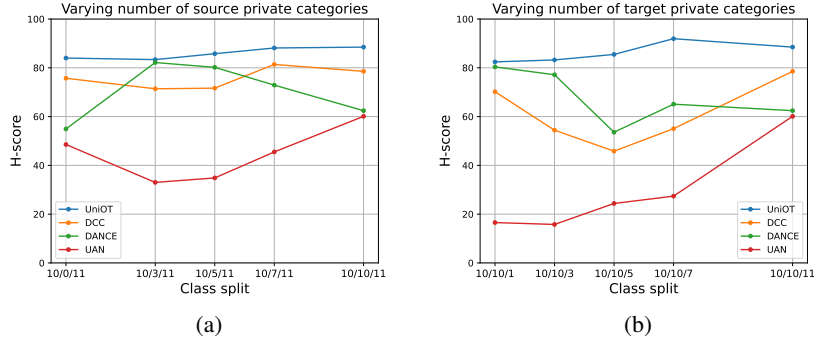 Varying number of source private categories
100
80
60
40
20
0
H-score
UniOT
DCC
DANCE
UAN
10/0/11
10/3/11
10/5/11
10/7/11
10/10/11
Class split
(a)
Varying number of target private categories
100
80
60
40
20
0
H-score
UniOT
DCC
DANCE
UAN
10/10/1
10/10/3
10/10/5
10/10/7
10/10/11
Class split
(b)